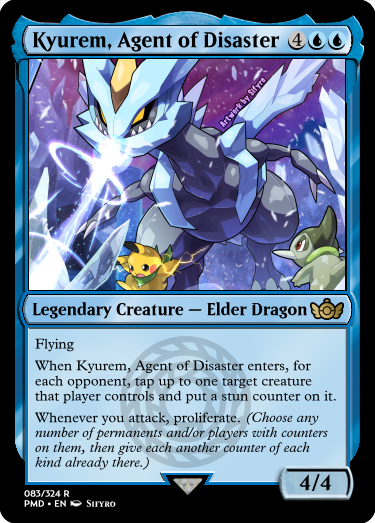 Kyurem, Agent of Disaster 4
Artwork by Sifyro
Legendary Creature — Elder Dragon
Flying
When Kyurem, Agent of Disaster enters, for
each opponent, tap up to one target creature
that player controls and put a stun counter on it.
Whenever you attack, proliferate. (Choose any
number of permanents and/or players with counters
on them, then give each another counter of
each kind already there.)
4/4
083/324 R
PMD • EN Sifyro